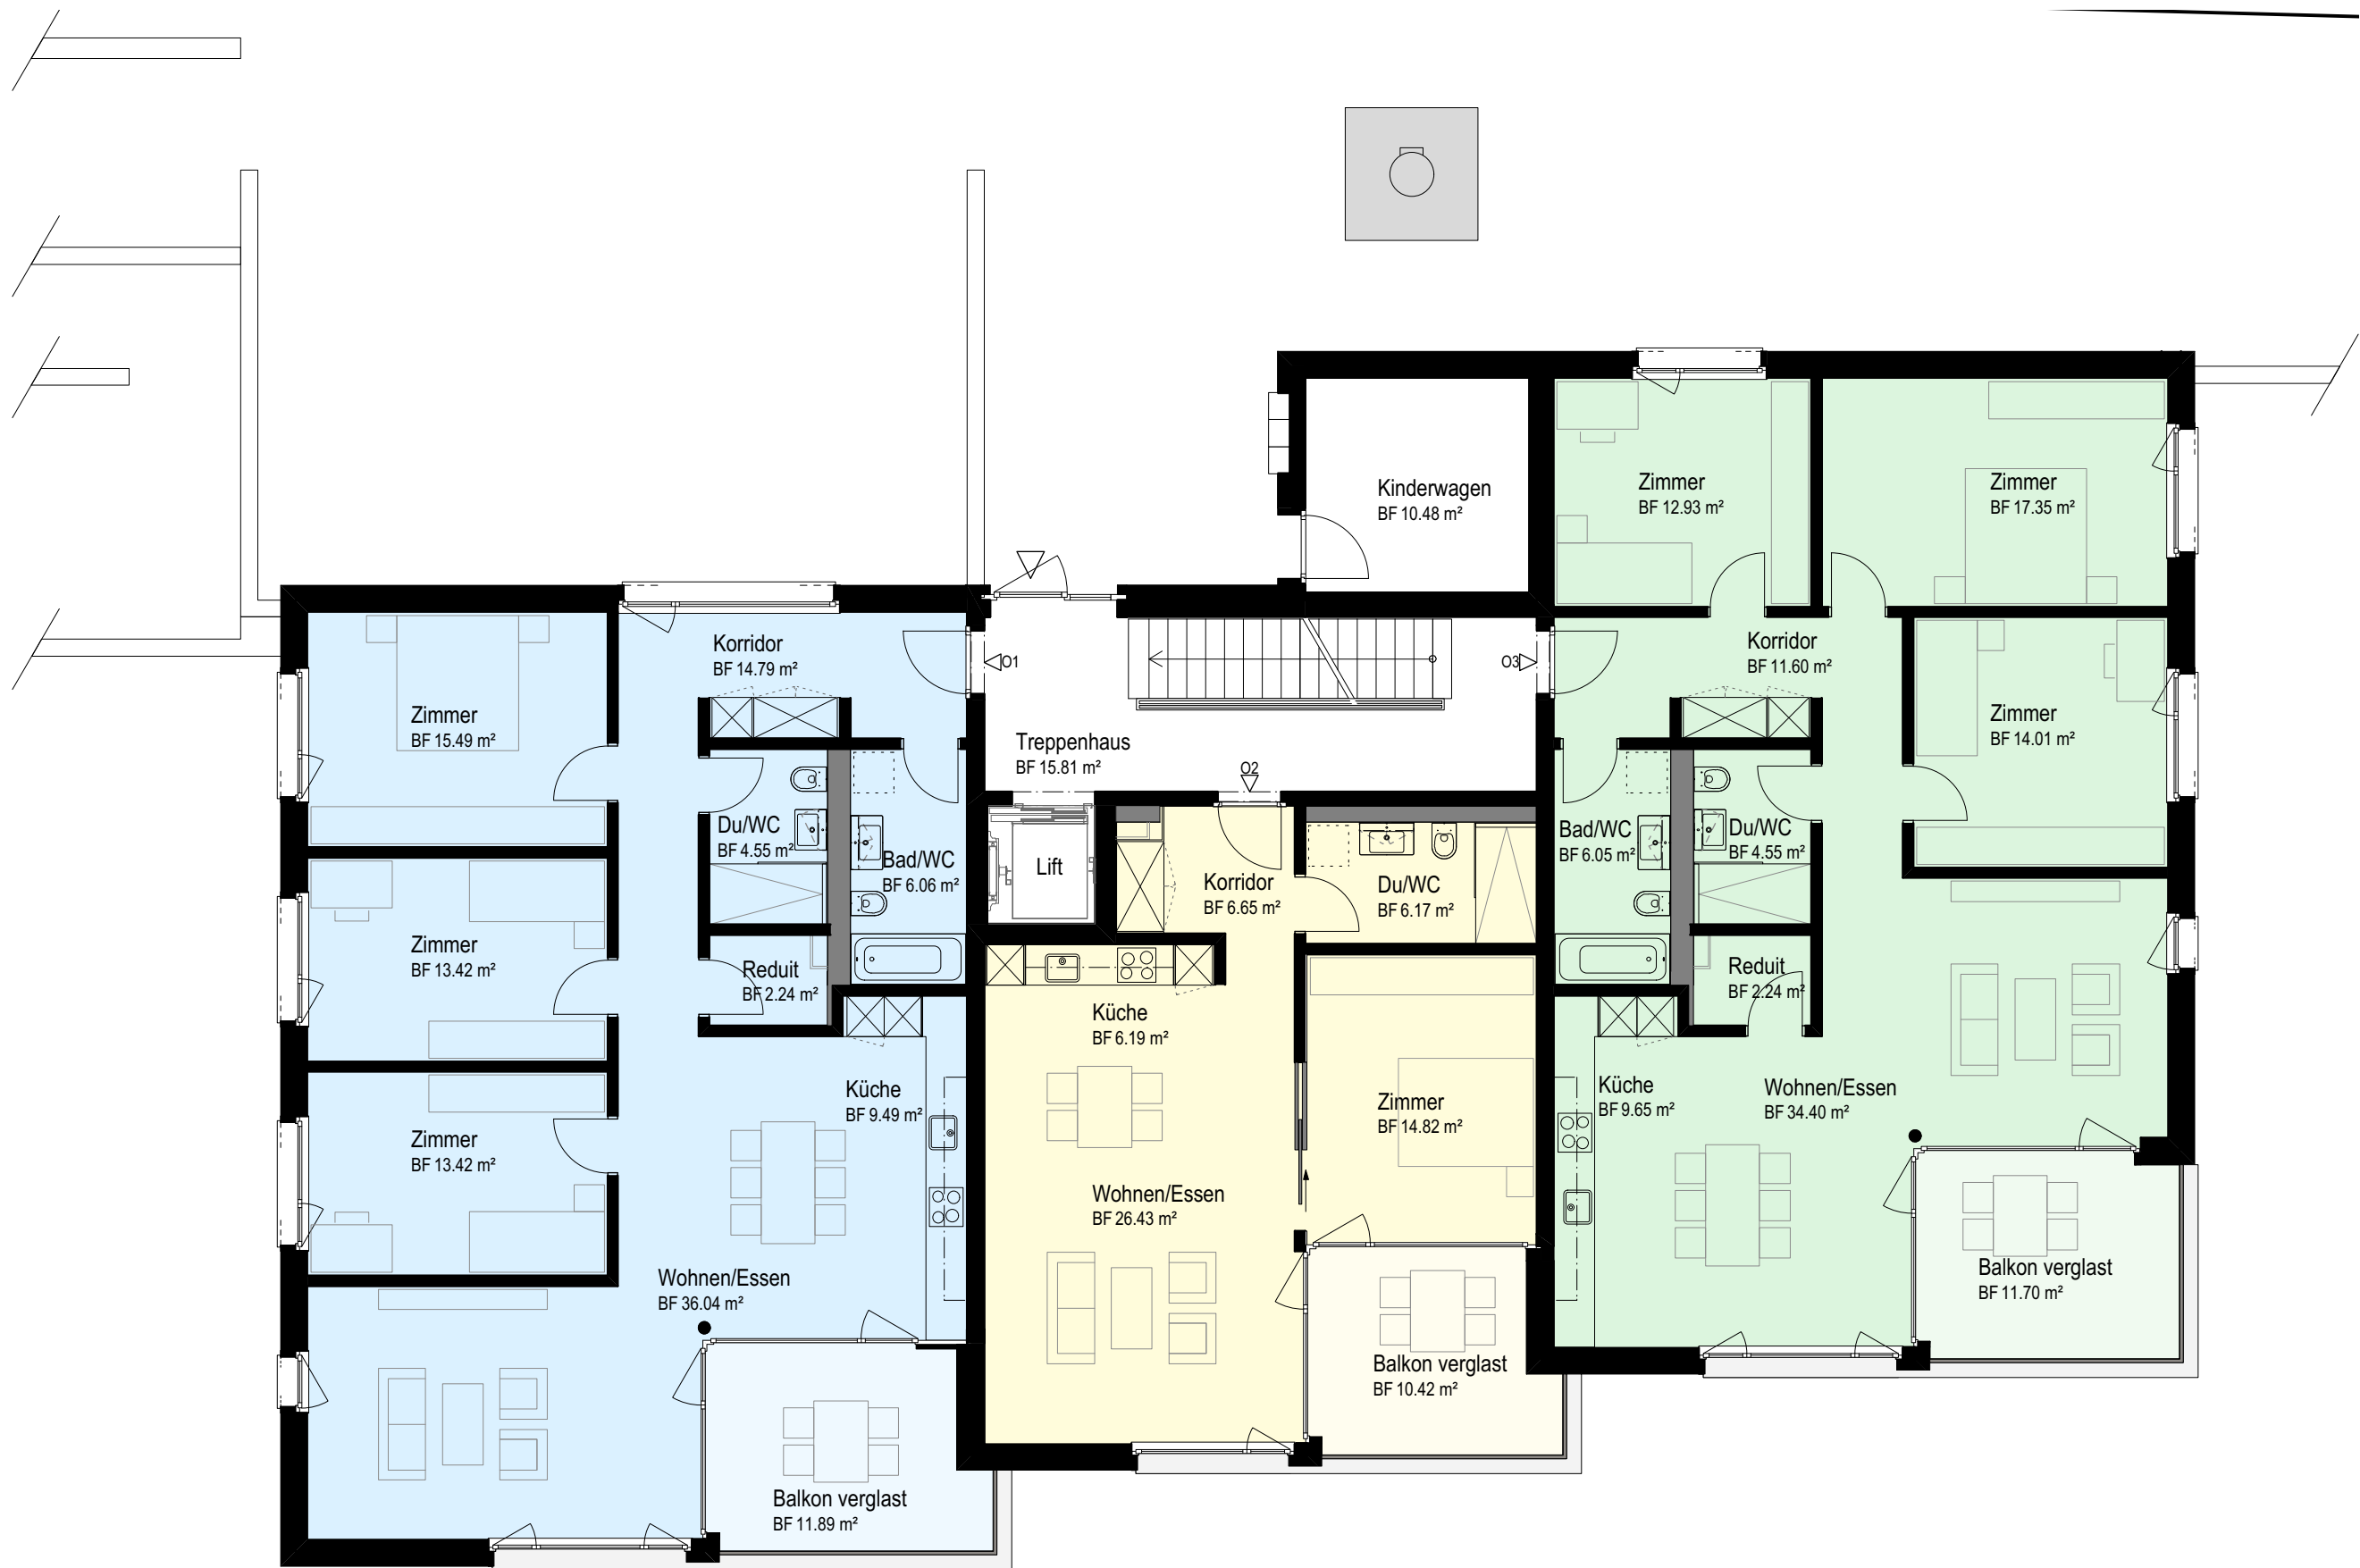 Kinderwagen
BF 10.48 m²
Zimmer
BF 12.93 m²
Zimmer
BF 17.35 m²
Korridor
BF 14.79 m²
01
03
Korridor
BF 11.60 m²
Zimmer
BF 15.49 m²
Treppenhaus
BF 15.81 m²
02
Zimmer
BF 14.01 m²
Du/WC
BF 4.55 m²
Bad/WC
BF 6.06 m²
Lift
Korridor
BF 6.65 m²
Du/WC
BF 6.17 m²
Bad/WC
BF 6.05 m²
Du/WC
BF 4.55 m²
Zimmer
BF 13.42 m²
Reduit
BF 2.24 m²
Küche
BF 6.19 m²
Reduit
BF 2.24 m²
Zimmer
BF 13.42 m²
Küche
BF 9.49 m²
Zimmer
BF 14.82 m²
Küche
BF 9.65 m²
Wohnen/Essen
BF 34.40 m²
Wohnen/Essen
BF 36.04 m²
Wohnen/Essen
BF 26.43 m²
Balkon verglast
BF 11.70 m²
Balkon verglast
BF 10.42 m²
Balkon verglast
BF 11.89 m²